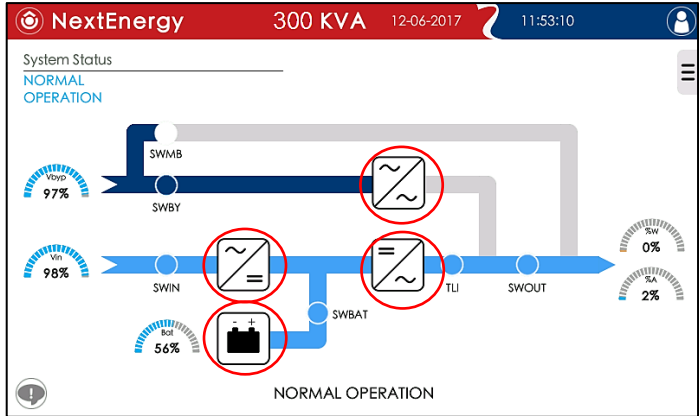 NextEnergy 300 KVA 12-06-2017 11:53:10
System Status
NORMAL
OPERATION
SWMB
Vbyp
97%
SWBY
%W
0%
Vin
98%
SWIN
TLI
SWOUT
%A
2%
SWBAT
Bat
56%
- +
NORMAL OPERATION